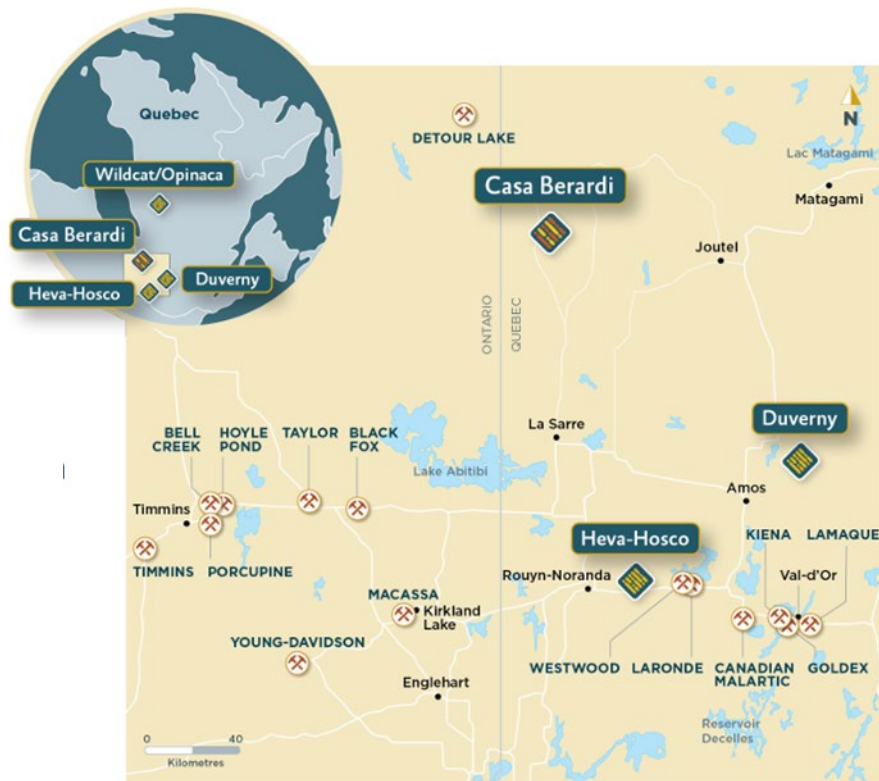 Quebec
Wildcat/Opinaca
Casa Berardi
Duverny
Heva-Hosco
DETOUR LAKE
N
Lac Matagami
Casa Berardi
Matagami
Joutel
ONTARIO
QUEBEC
La Sarre
Duverny
BELL
CREEK
HOYLE
POND
TAYLOR
BLACK
FOX
Lake Abitibi
Amos
Timmins
Heva-Hosco
KIENA
LAMAQUE
TIMMINS
PORCUPINE
Rouyn-Noranda
Val-d'Or
MACASSA
Kirkland
Lake
YOUNG-DAVIDSON
WESTWOOD
LARONDE
CANADIAN
MALARTIC
GOLDEX
Englehart
Reservoir
Decelles
0
40
Kilometres